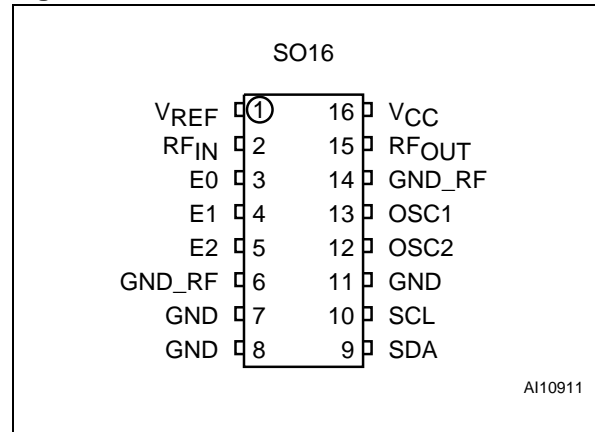 SO16
VREF 1 16 VCC
RFIN 2 15 RFOUT
E0 3 14 GND_RF
E1 4 13 OSC1
E2 5 12 OSC2
GND_RF 6 11 GND
GND 7 10 SCL
GND 8 9 SDA
AI10911